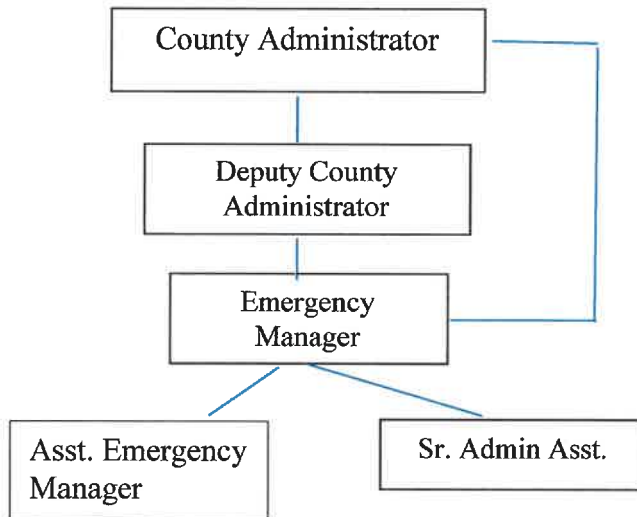 County Administrator
Deputy County
Administrator
Emergency
Manager
Asst. Emergency
Manager
Sr. Admin Asst.